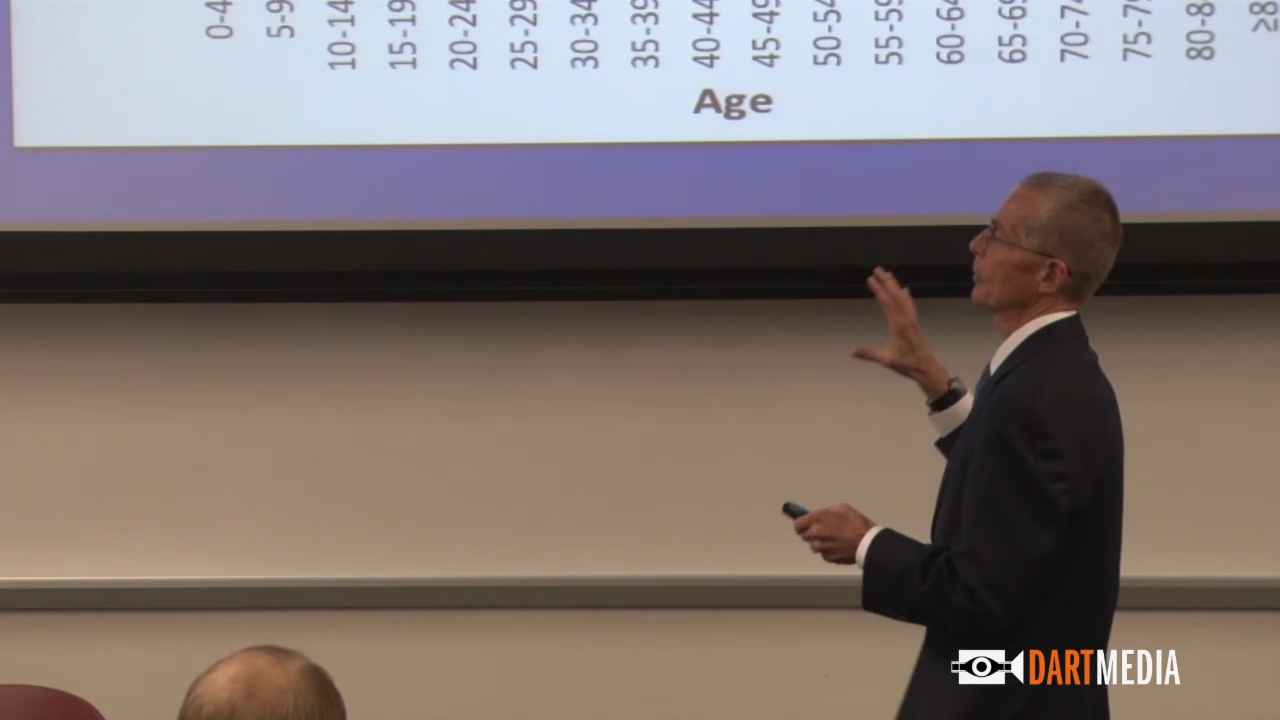 0-4 5-9 10-14 15-19 20-24 25-29 30-34 35-39 40-44 45-49 50-54 55-59 60-64 65-69 70-74 75-79 80-8 ≥8
Age
DARTMEDIA